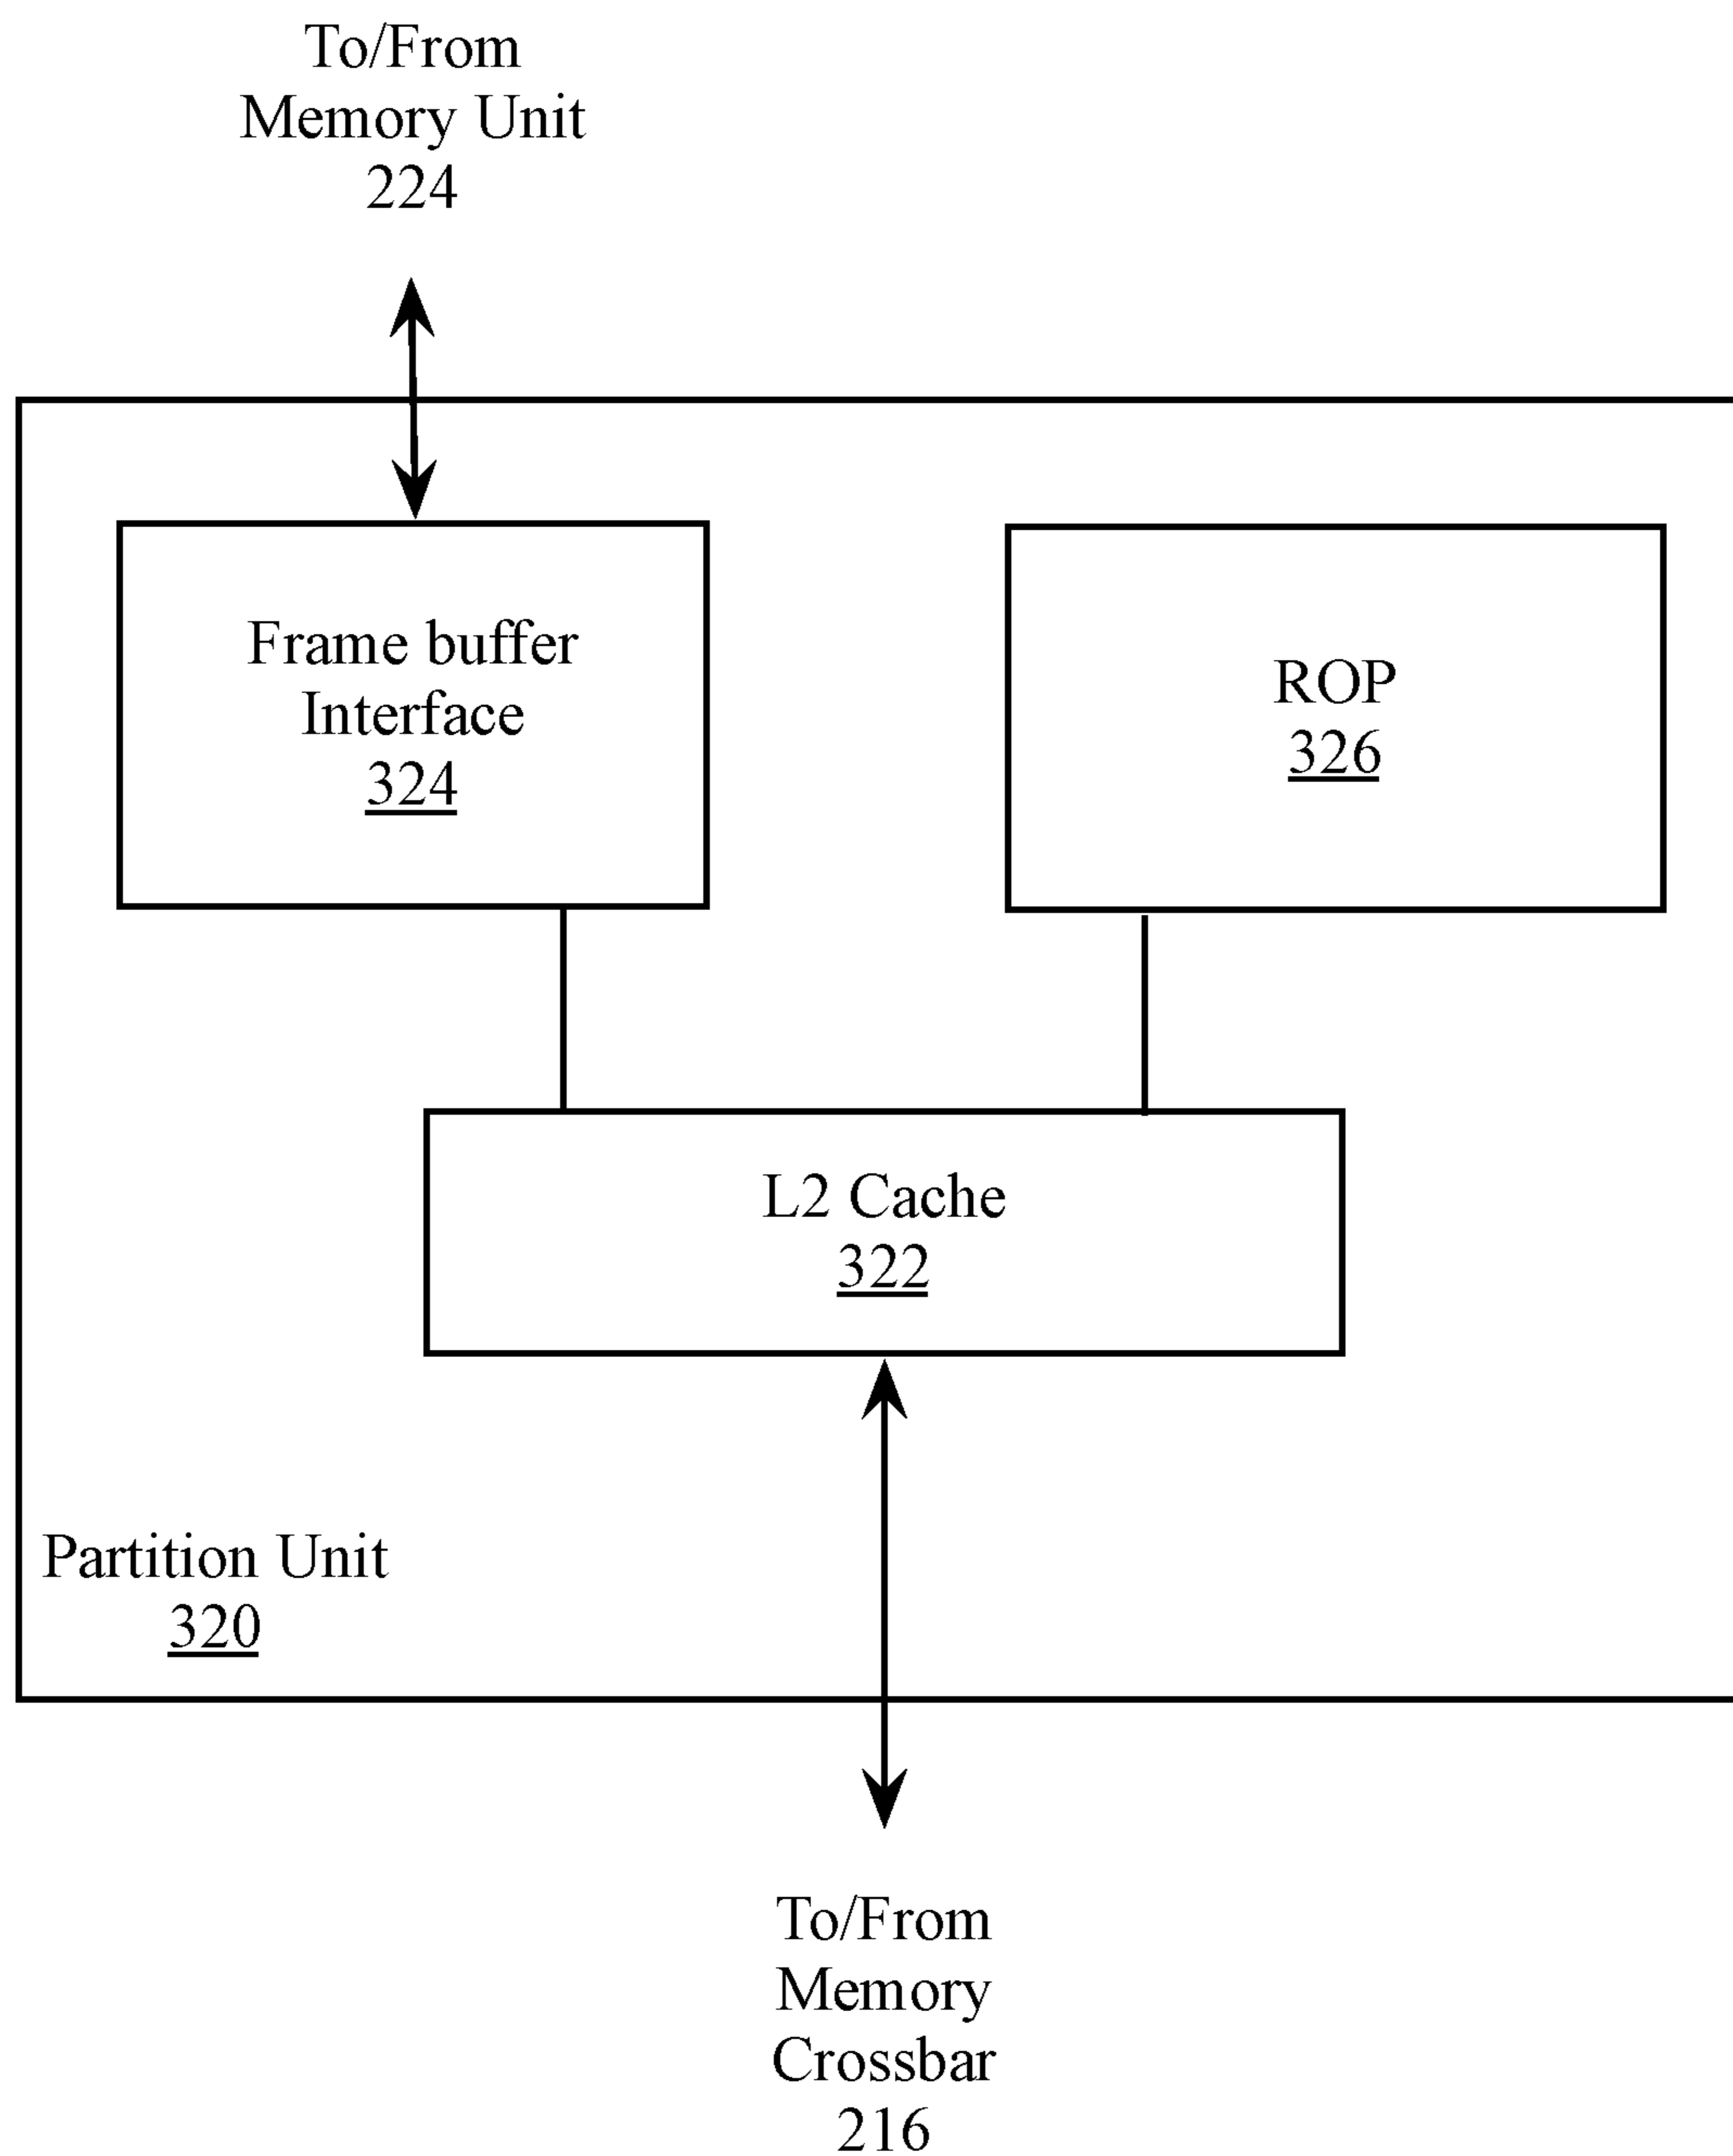 To/From
Memory Unit
224
Frame buffer
Interface
324
ROP
326
L2 Cache
322
Partition Unit
320
To/From
Memory
Crossbar
216